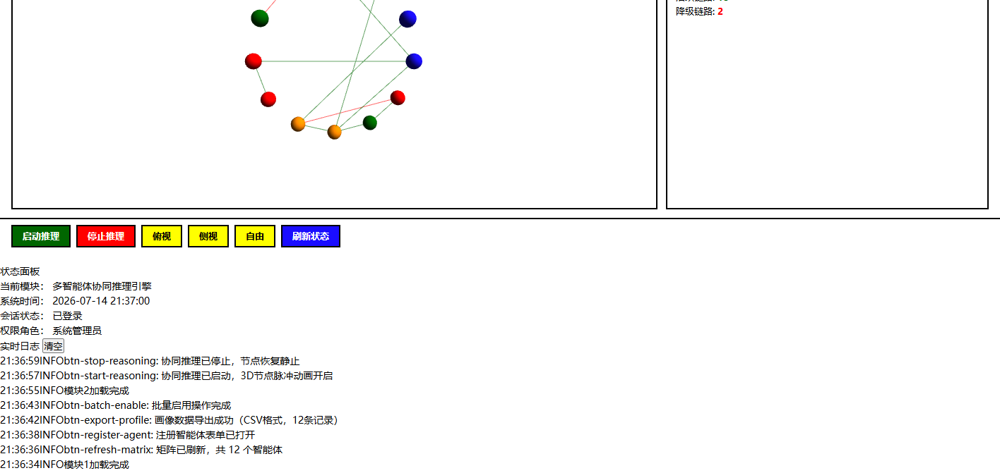 降级链路: 2
启动推理 停止推理 俯视 侧视 自由 刷新状态
状态面板
当前模块： 多智能体协同推理引擎
系统时间： 2026-07-14 21:37:00
会话状态： 已登录
权限角色： 系统管理员
实时日志 清空
21:36:59INFObtn-stop-reasoning: 协同推理已停止，节点恢复静止
21:36:57INFObtn-start-reasoning: 协同推理已启动，3D节点脉冲动画开启
21:36:55INFO模块2加载完成
21:36:43INFObtn-batch-enable: 批量启用操作完成
21:36:42INFObtn-export-profile: 画像数据导出成功（CSV格式，12条记录）
21:36:38INFObtn-register-agent: 注册智能体表单已打开
21:36:36INFObtn-refresh-matrix: 矩阵已刷新，共 12 个智能体
21:36:34INFO模块1加载完成